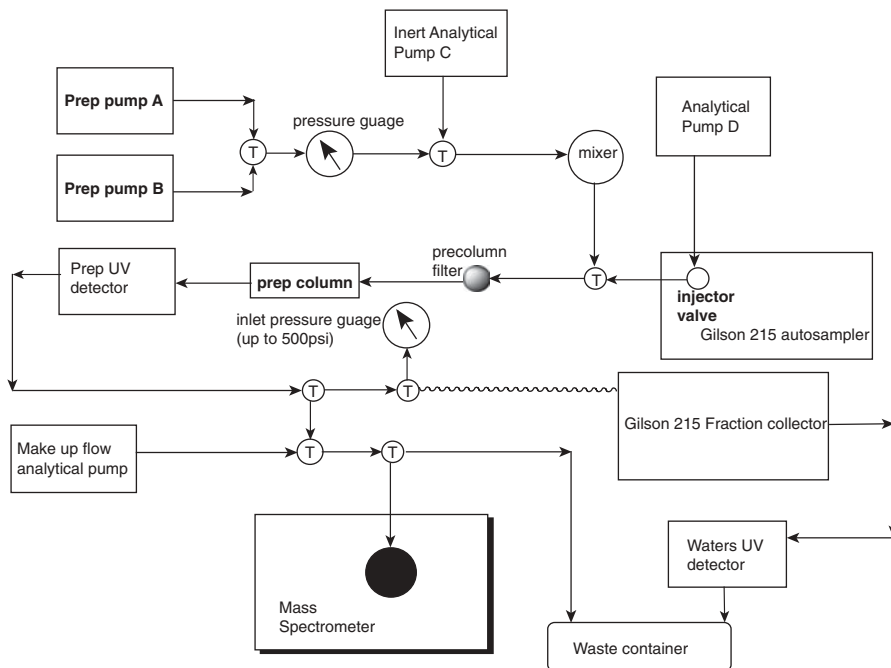 Inert Analytical
Pump C
Prep pump A
pressure guage
Analytical
Pump D
T
T
mixer
Prep pump B
Prep UV
detector
prep column
precolumn
filter
T
injector
valve
Gilson 215 autosampler
inlet pressure guage
(up to 500psi)
T
T
Gilson 215 Fraction collector
Make up flow
analytical pump
T
T
Waters UV
detector
Mass
Spectrometer
Waste container